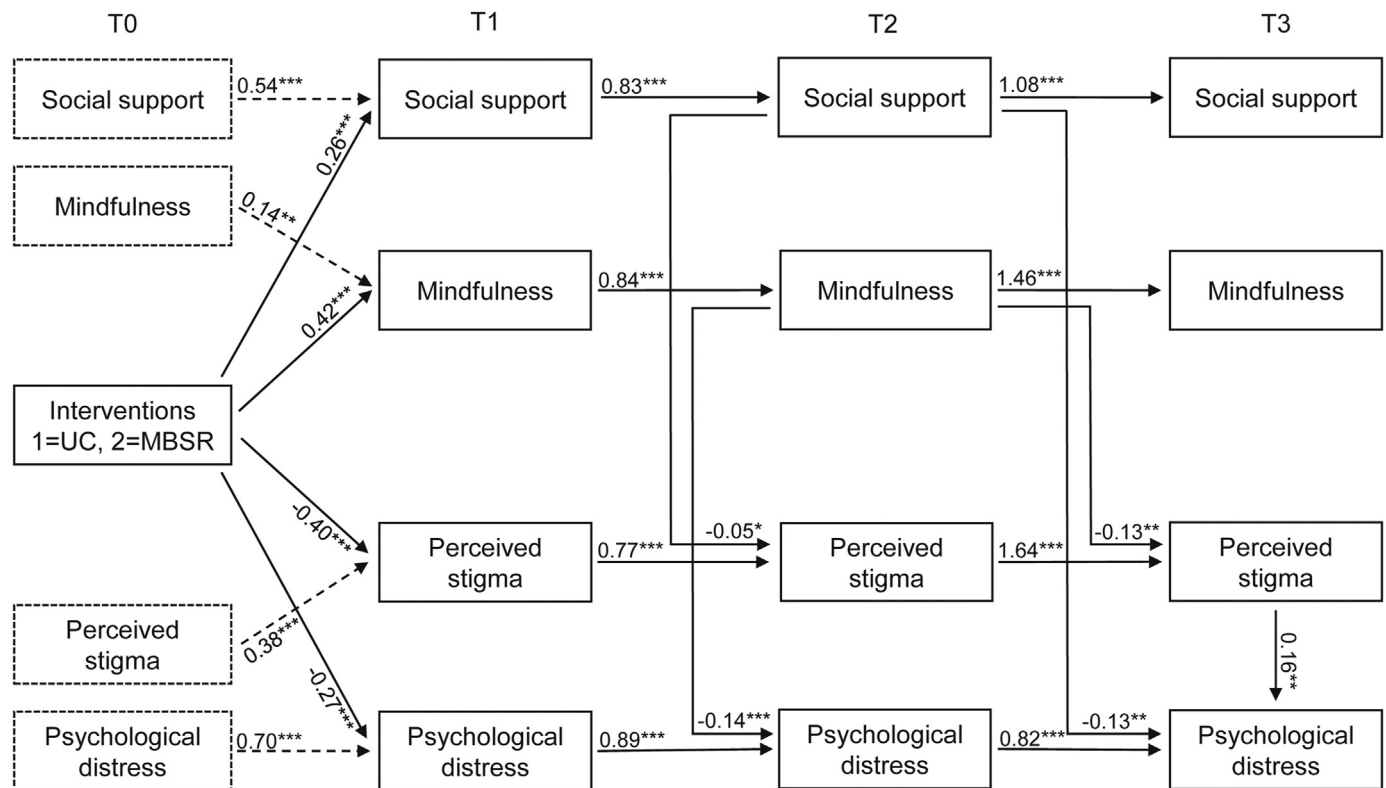 T0
T1
T2
T3
Social support
0.54***
Social support
0.83***
Social support
1.08***
Social support
0.26***
Mindfulness
0.14**
Mindfulness
0.84***
Mindfulness
1.46***
Mindfulness
0.42***
Interventions
1=UC, 2=MBSR
-0.40***
Perceived
stigma
0.77***
-0.05*
Perceived
stigma
1.64***
-0.13**
Perceived
stigma
Perceived
stigma
0.38***
0.16**
-0.27***
Psychological
distress
0.70***
Psychological
distress
0.89***
-0.14***
Psychological
distress
0.82***
-0.13**
Psychological
distress